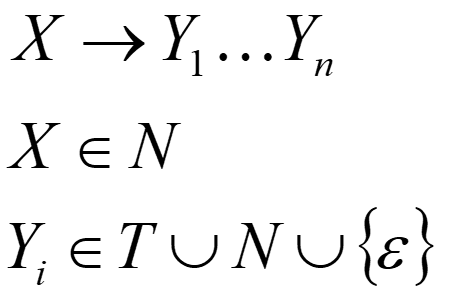 X → Y₁…Yₙ
X ∈ N
Yᵢ ∈ T ∪ N ∪ {ε}